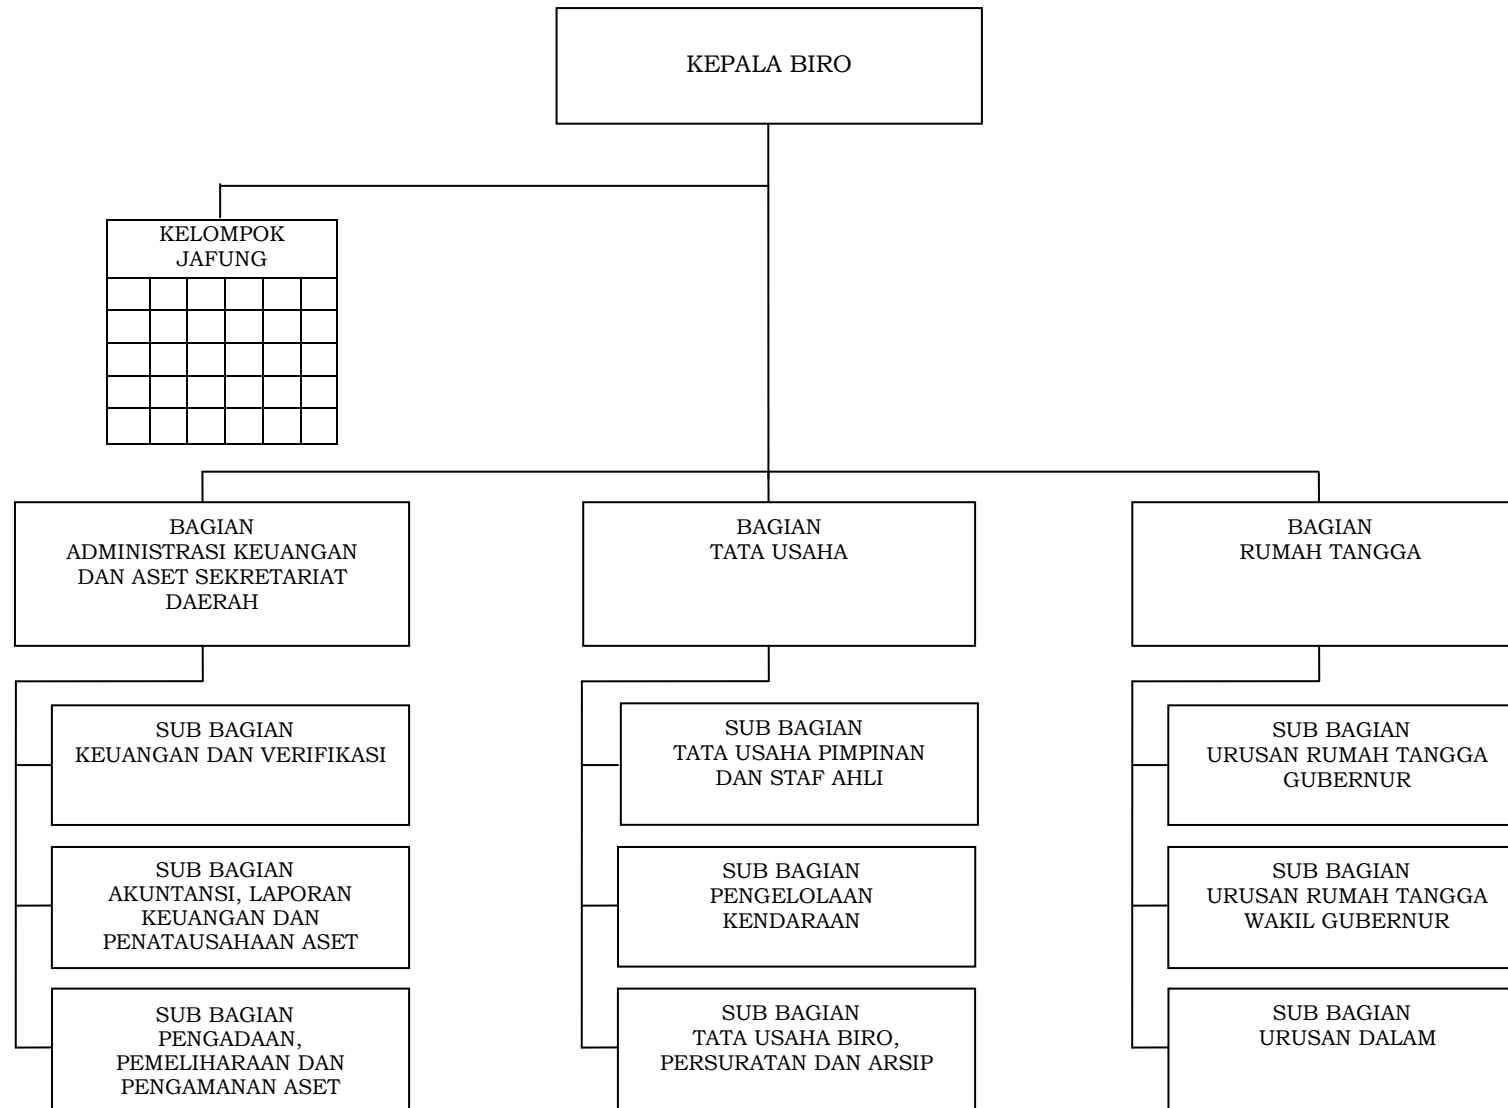 KEPALA BIRO
KELOMPOK
JAFUNG
BAGIAN
ADMINISTRASI KEUANGAN
DAN ASET SEKRETARIAT
DAERAH
BAGIAN
TATA USAHA
BAGIAN
RUMAH TANGGA
SUB BAGIAN
KEUANGAN DAN VERIFIKASI
SUB BAGIAN
TATA USAHA PIMPINAN
DAN STAF AHLI
SUB BAGIAN
URUSAN RUMAH TANGGA
GUBERNUR
SUB BAGIAN
AKUNTANSI, LAPORAN
KEUANGAN DAN
PENATAUSAHAAN ASET
SUB BAGIAN
PENGELOLAAN
KENDARAAN
SUB BAGIAN
URUSAN RUMAH TANGGA
WAKIL GUBERNUR
SUB BAGIAN
PENGADAAN,
PEMELIHARAAN DAN
PENGAMANAN ASET
SUB BAGIAN
TATA USAHA BIRO,
PERSURATAN DAN ARSIP
SUB BAGIAN
URUSAN DALAM